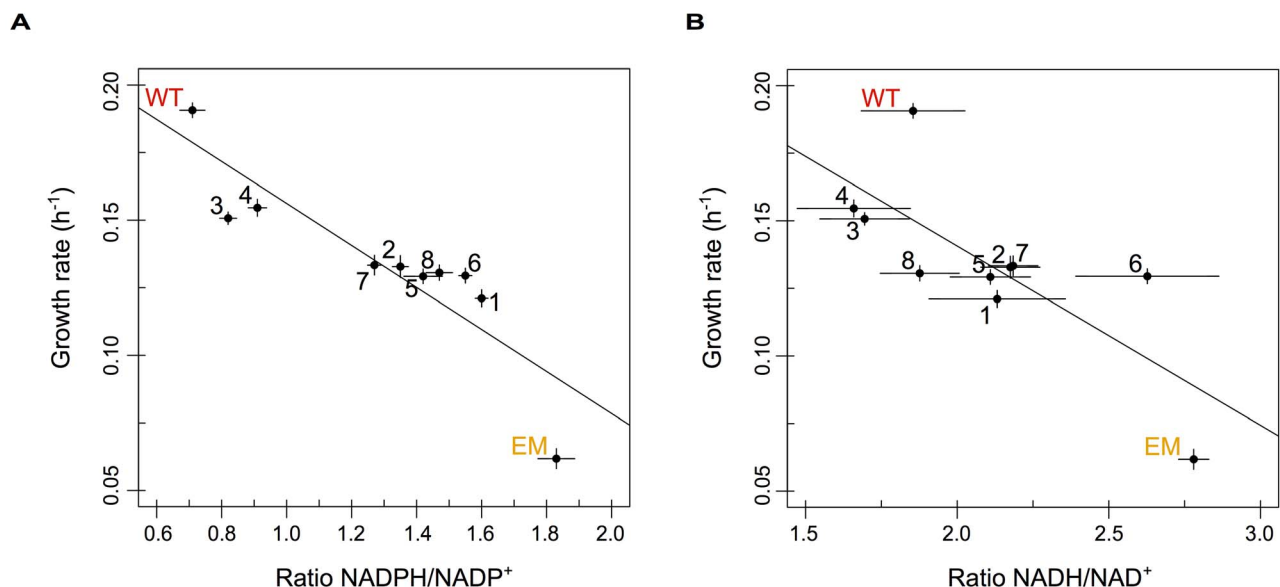 A
B
0.20
0.15
0.10
0.05
Growth rate (h⁻¹)
WT
3
4
7
2
5
8
6
1
EM
0.6 0.8 1.0 1.2 1.4 1.6 1.8 2.0
Ratio NADPH/NADP⁺
0.20
0.15
0.10
0.05
Growth rate (h⁻¹)
WT
4
3
8
5
2
7
1
6
EM
1.5 2.0 2.5 3.0
Ratio NADH/NAD⁺